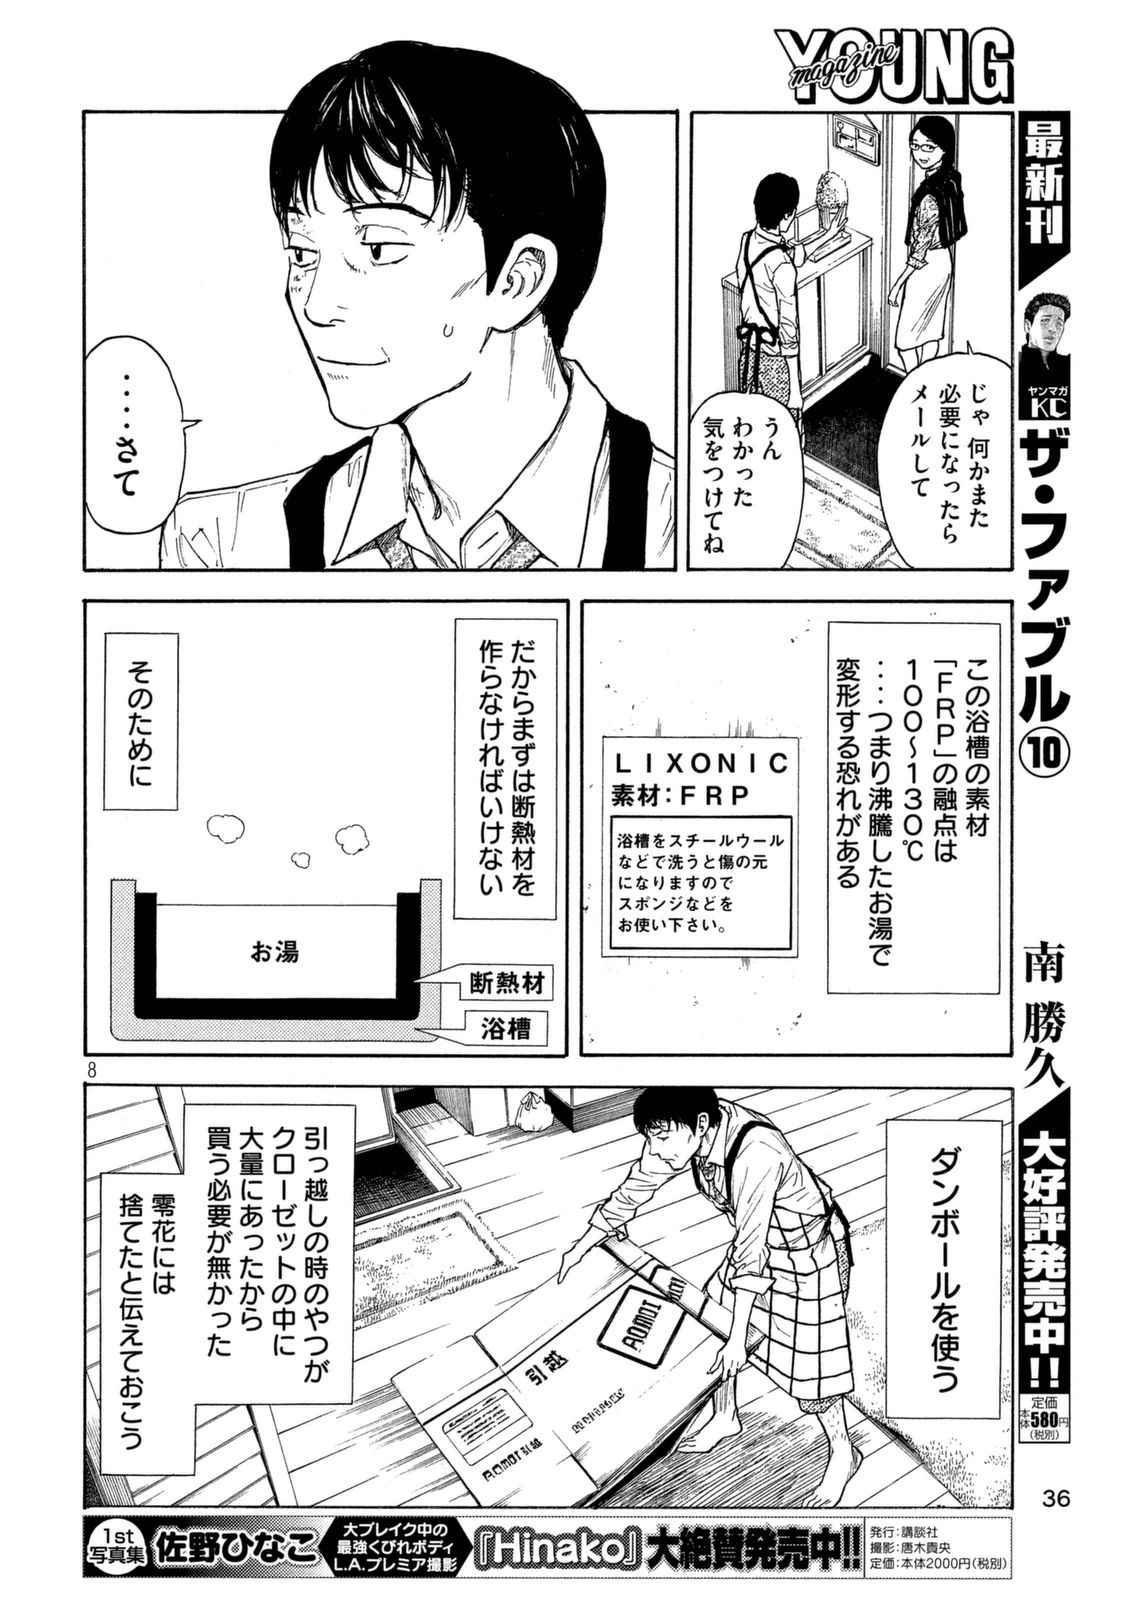 YOUNG
magazine
じゃ 何かまた
必要になったら
メールして
うん
わかった
気をつけてね
‥‥‥さて
この浴槽の素材
「FRP」の融点は
100～130℃
‥‥つまり沸騰したお湯で
変形する恐れがある
LIXONIC
素材：FRP
浴槽をスチールウール
などで洗うと傷の元
になりますので
スポンジなどを
お使い下さい。
だからまずは断熱材を
作らなければいけない
そのために
お湯
断熱材
浴槽
8
ダンボールを使う
引っ越しの時のやつが
クローゼットの中に
大量にあったから
買う必要が無かった
零花には
捨てたと伝えておこう
AOMOT
引越
AOMOT引越
最新刊
ヤンマガ
KC
ザ・ファブル⑩
南 勝久
大好評発売中!!
定価
本体580円
(税別)
36
1st
写真集
佐野ひなこ
大ブレイク中の
最強くびれボディ
L.A.プレミア撮影
『Hinako』大絶賛発売中!!
発行：講談社
撮影：唐木貴央
定価：本体2000円（税別）